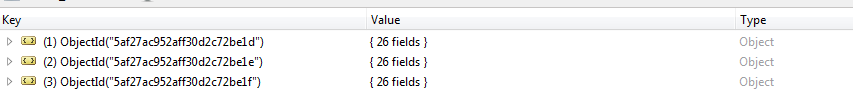 Key Value Type
(1) ObjectId("5af27ac952aff30d2c72be1d") { 26 fields } Object
(2) ObjectId("5af27ac952aff30d2c72be1e") { 26 fields } Object
(3) ObjectId("5af27ac952aff30d2c72be1f") { 26 fields } Object